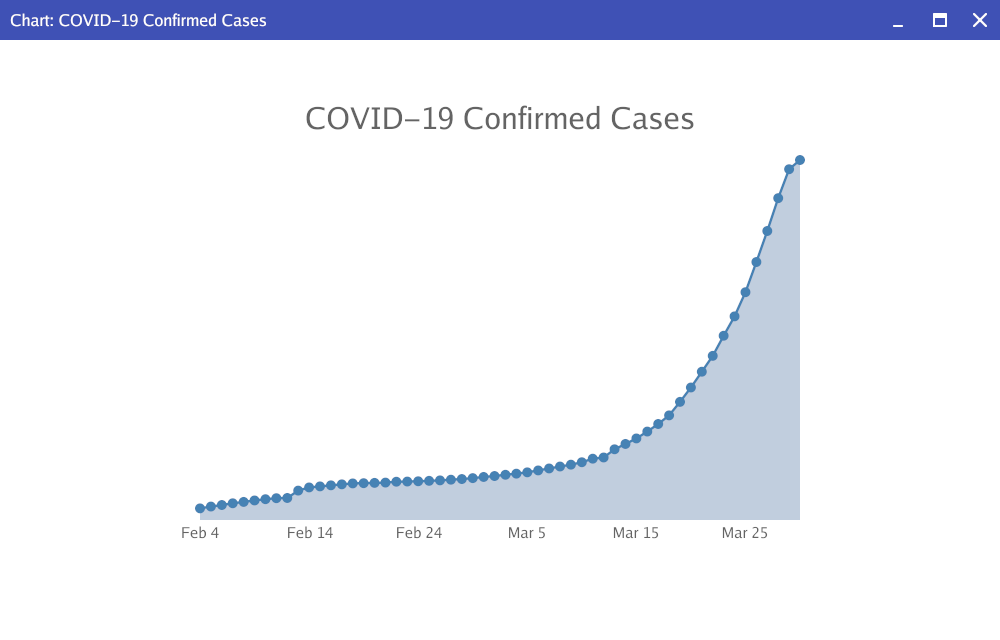 Chart: COVID–19 Confirmed Cases
COVID–19 Confirmed Cases
Feb 4 Feb 14 Feb 24 Mar 5 Mar 15 Mar 25